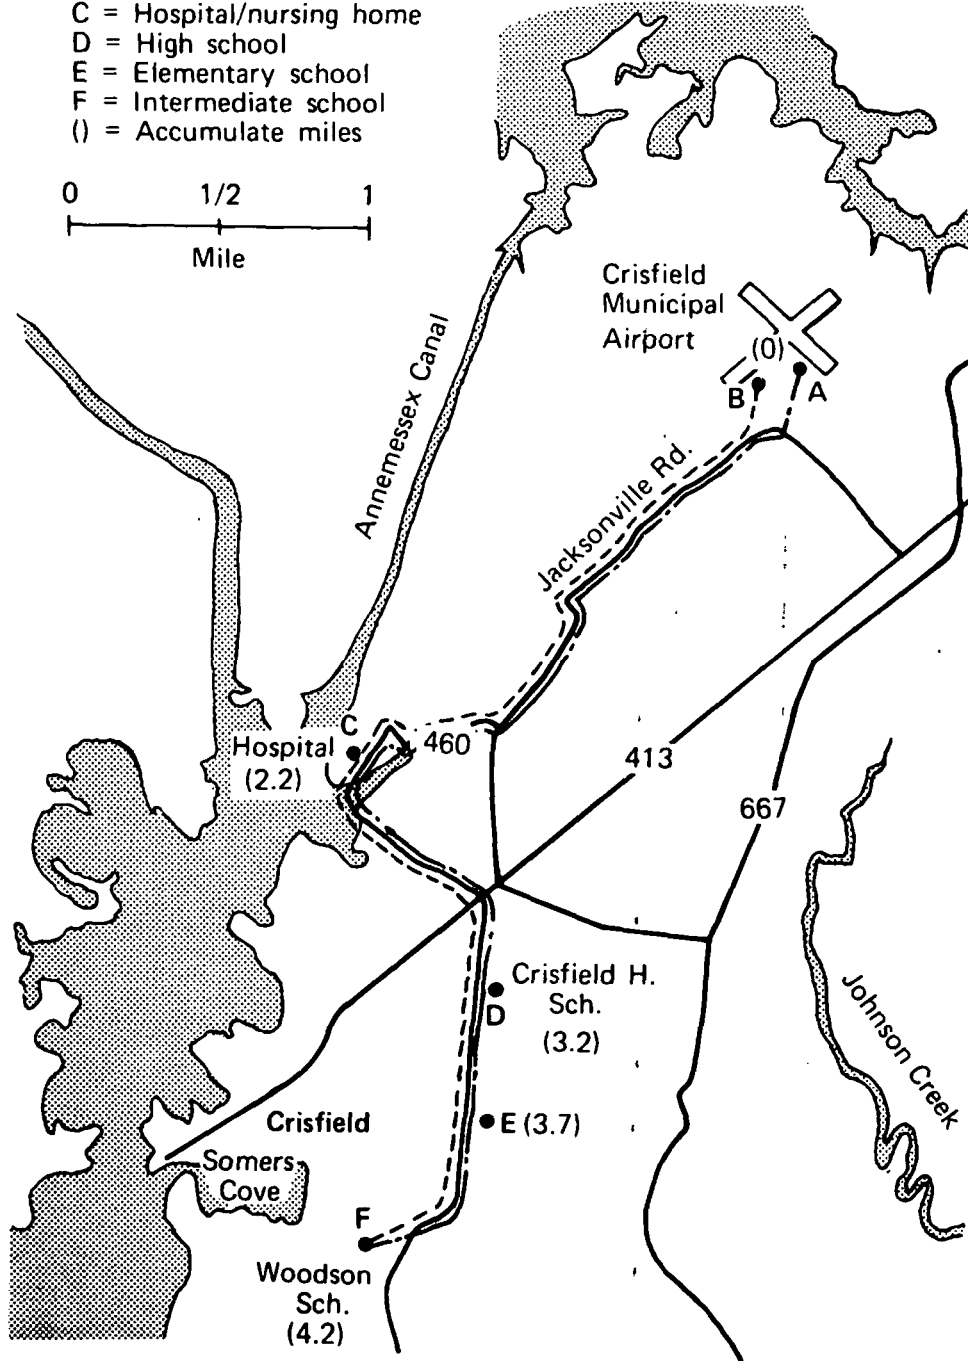 C = Hospital/nursing home
D = High school
E = Elementary school
F = Intermediate school
() = Accumulate miles
0 1/2 1
Mile
Crisfield
Municipal
Airport
(0)
B
A
Annemessex Canal
Jacksonville Rd.
C
Hospital
(2.2)
460
413
667
Crisfield H.
Sch.
(3.2)
D
Johnson Creek
E (3.7)
Crisfield
Somers
Cove
F
Woodson
Sch.
(4.2)